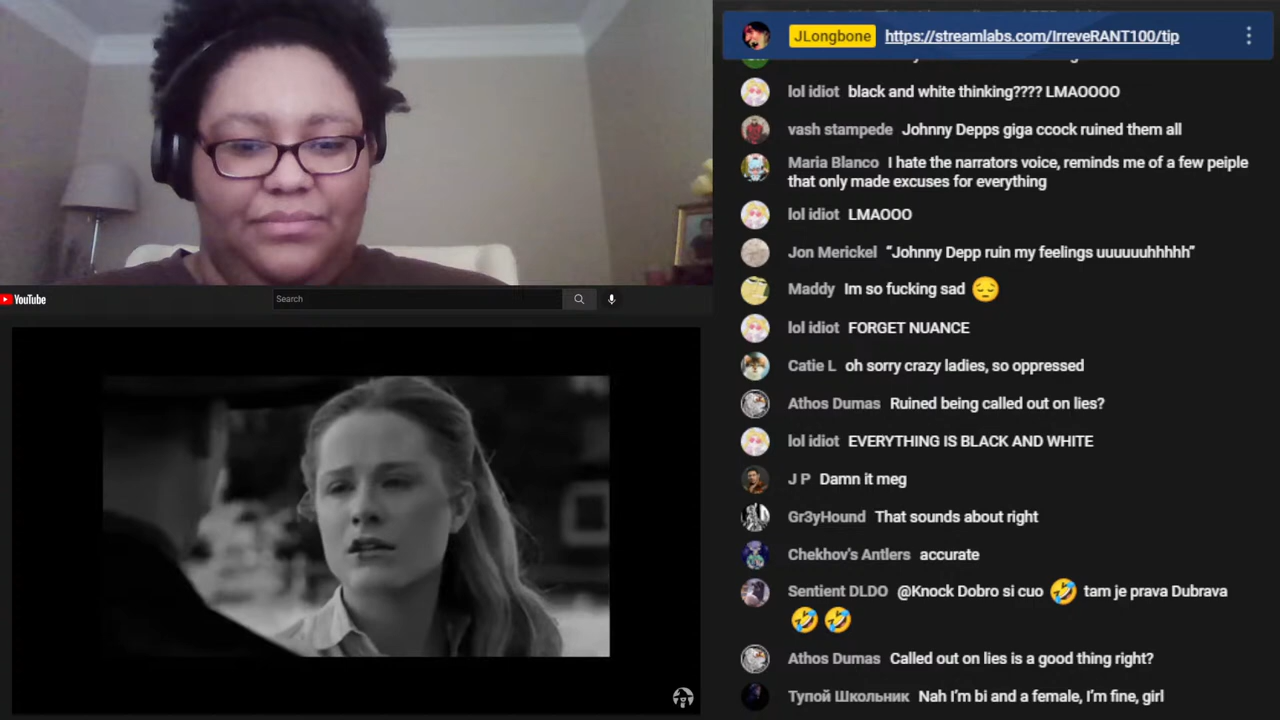 JLongbone https://streamlabs.com/IrreveRANT100/tip
lol idiot black and white thinking???? LMAOOOO
vash stampede Johnny Depps giga ccock ruined them all
Maria Blanco I hate the narrators voice, reminds me of a few peiple
that only made excuses for everything
lol idiot LMAOOO
Jon Merickel “Johnny Depp ruin my feelings uuuuuuhhhhh”
Maddy Im so fucking sad 😔
lol idiot FORGET NUANCE
Catie L oh sorry crazy ladies, so oppressed
Athos Dumas Ruined being called out on lies?
lol idiot EVERYTHING IS BLACK AND WHITE
J P Damn it meg
Gr3yHound That sounds about right
Chekhov's Antlers accurate
Sentient DLDO @Knock Dobro si cuo 🤣 tam je prava Dubrava
🤣🤣
Athos Dumas Called out on lies is a good thing right?
Тупой Школьник Nah I'm bi and a female, I'm fine, girl
YouTube
Search